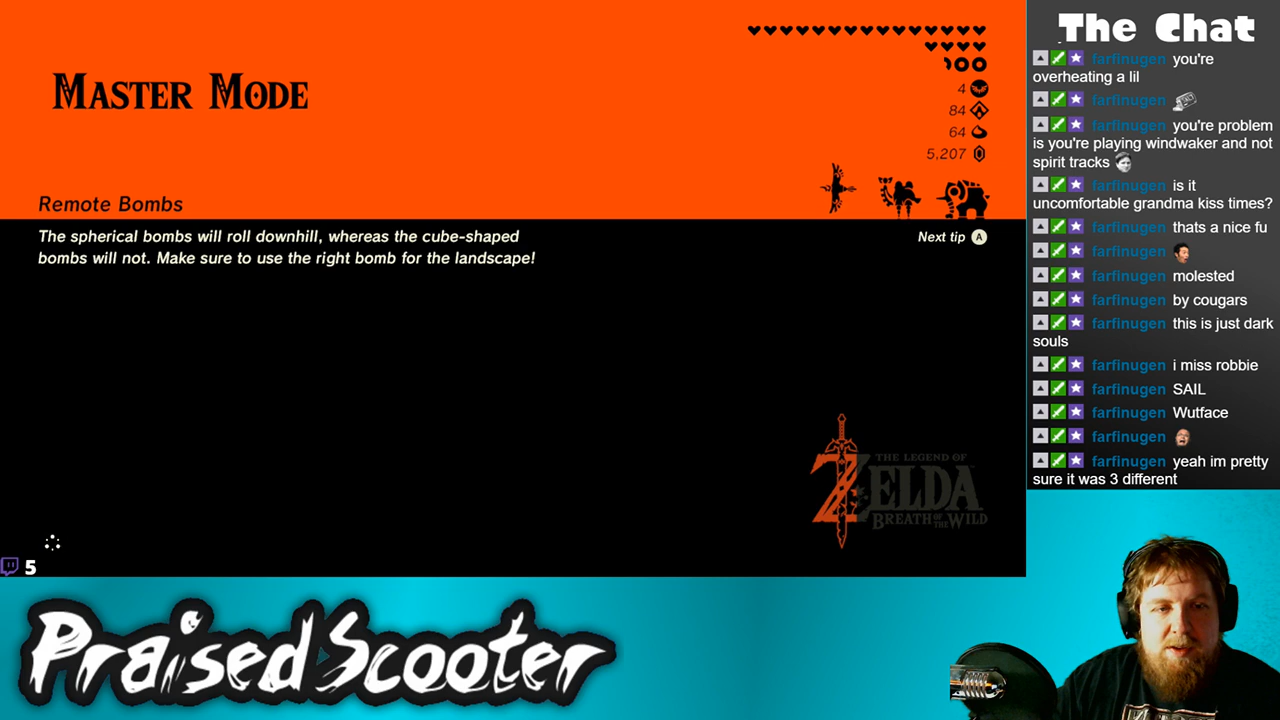 MASTER MODE
4
84
64
5,207
Remote Bombs
The spherical bombs will roll downhill, whereas the cube-shaped
bombs will not. Make sure to use the right bomb for the landscape!
Next tip A
THE LEGEND OF
ZELDA
BREATH OF THE WILD
5
PraisedScooter
The Chat
farfinugen you're
overheating a lil
farfinugen
farfinugen you're problem
is you're playing windwaker and not
spirit tracks
farfinugen is it
uncomfortable grandma kiss times?
farfinugen thats a nice fu
farfinugen
farfinugen molested
farfinugen by cougars
farfinugen this is just dark
souls
farfinugen i miss robbie
farfinugen SAIL
farfinugen Wutface
farfinugen
farfinugen yeah im pretty
sure it was 3 different